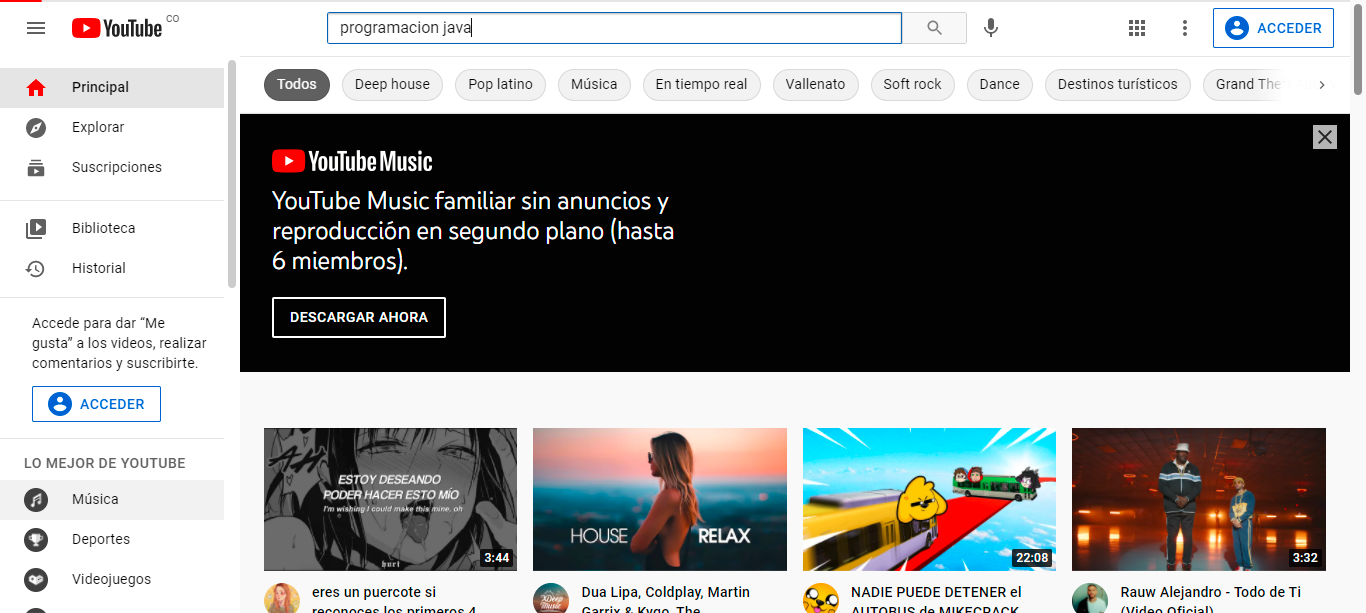 YouTube CO
programacion java
ACCEDER
Principal
Explorar
Suscripciones
Biblioteca
Historial
Accede para dar “Me
gusta” a los videos, realizar
comentarios y suscribirte.
ACCEDER
LO MEJOR DE YOUTUBE
Música
Deportes
Videojuegos
Todos
Deep house
Pop latino
Música
En tiempo real
Vallenato
Soft rock
Dance
Destinos turísticos
Grand The
YouTube Music
YouTube Music familiar sin anuncios y
reproducción en segundo plano (hasta
6 miembros).
DESCARGAR AHORA
ESTOY DESEANDO
PODER HACER ESTO MÍO
I'm wishing I could make this mine, oh
hurt
3:44
eres un puercote si
reconoces los primeros 4
HOUSE RELAX
Dua Lipa, Coldplay, Martin
Garrix & Kygo, The
22:08
NADIE PUEDE DETENER el
AUTOBUS de MIKECRACK
3:32
Rauw Alejandro - Todo de Ti
(Video Oficial)